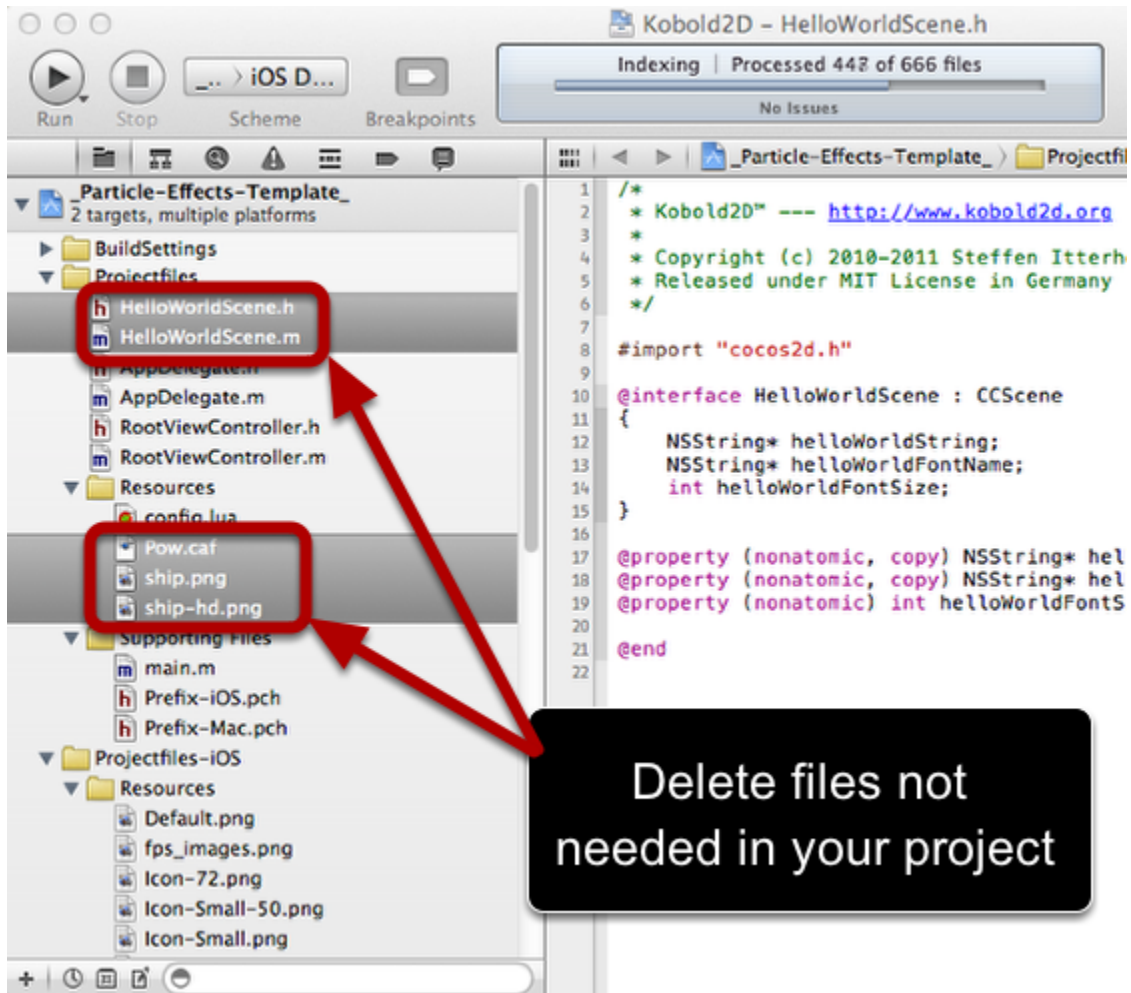 Kobold2D – HelloWorldScene.h
_.. > iOS D...
Indexing | Processed 448 of 666 files
No Issues
Run Stop Scheme Breakpoints
_Particle-Effects-Template_
2 targets, multiple platforms
BuildSettings
Projectfiles
HelloWorldScene.h
HelloWorldScene.m
AppDelegate.h
AppDelegate.m
RootViewController.h
RootViewController.m
Resources
config.lua
Pow.caf
ship.png
ship-hd.png
Supporting Files
main.m
Prefix-iOS.pch
Prefix-Mac.pch
Projectfiles-iOS
Resources
Default.png
fps_images.png
Icon-72.png
Icon-Small-50.png
Icon-Small.png
_Particle-Effects-Template_ > Projectfi
1 /*
2 * Kobold2D™ --- http://www.kobold2d.org
3 *
4 * Copyright (c) 2010-2011 Steffen Itterh
5 * Released under MIT License in Germany
6 */
7
8 #import "cocos2d.h"
9
10 @interface HelloWorldScene : CCScene
11 {
12 NSString* helloWorldString;
13 NSString* helloWorldFontName;
14 int helloWorldFontSize;
15 }
16
17 @property (nonatomic, copy) NSString* hel
18 @property (nonatomic, copy) NSString* hel
19 @property (nonatomic) int helloWorldFontS
20
21 @end
22
Delete files not
needed in your project